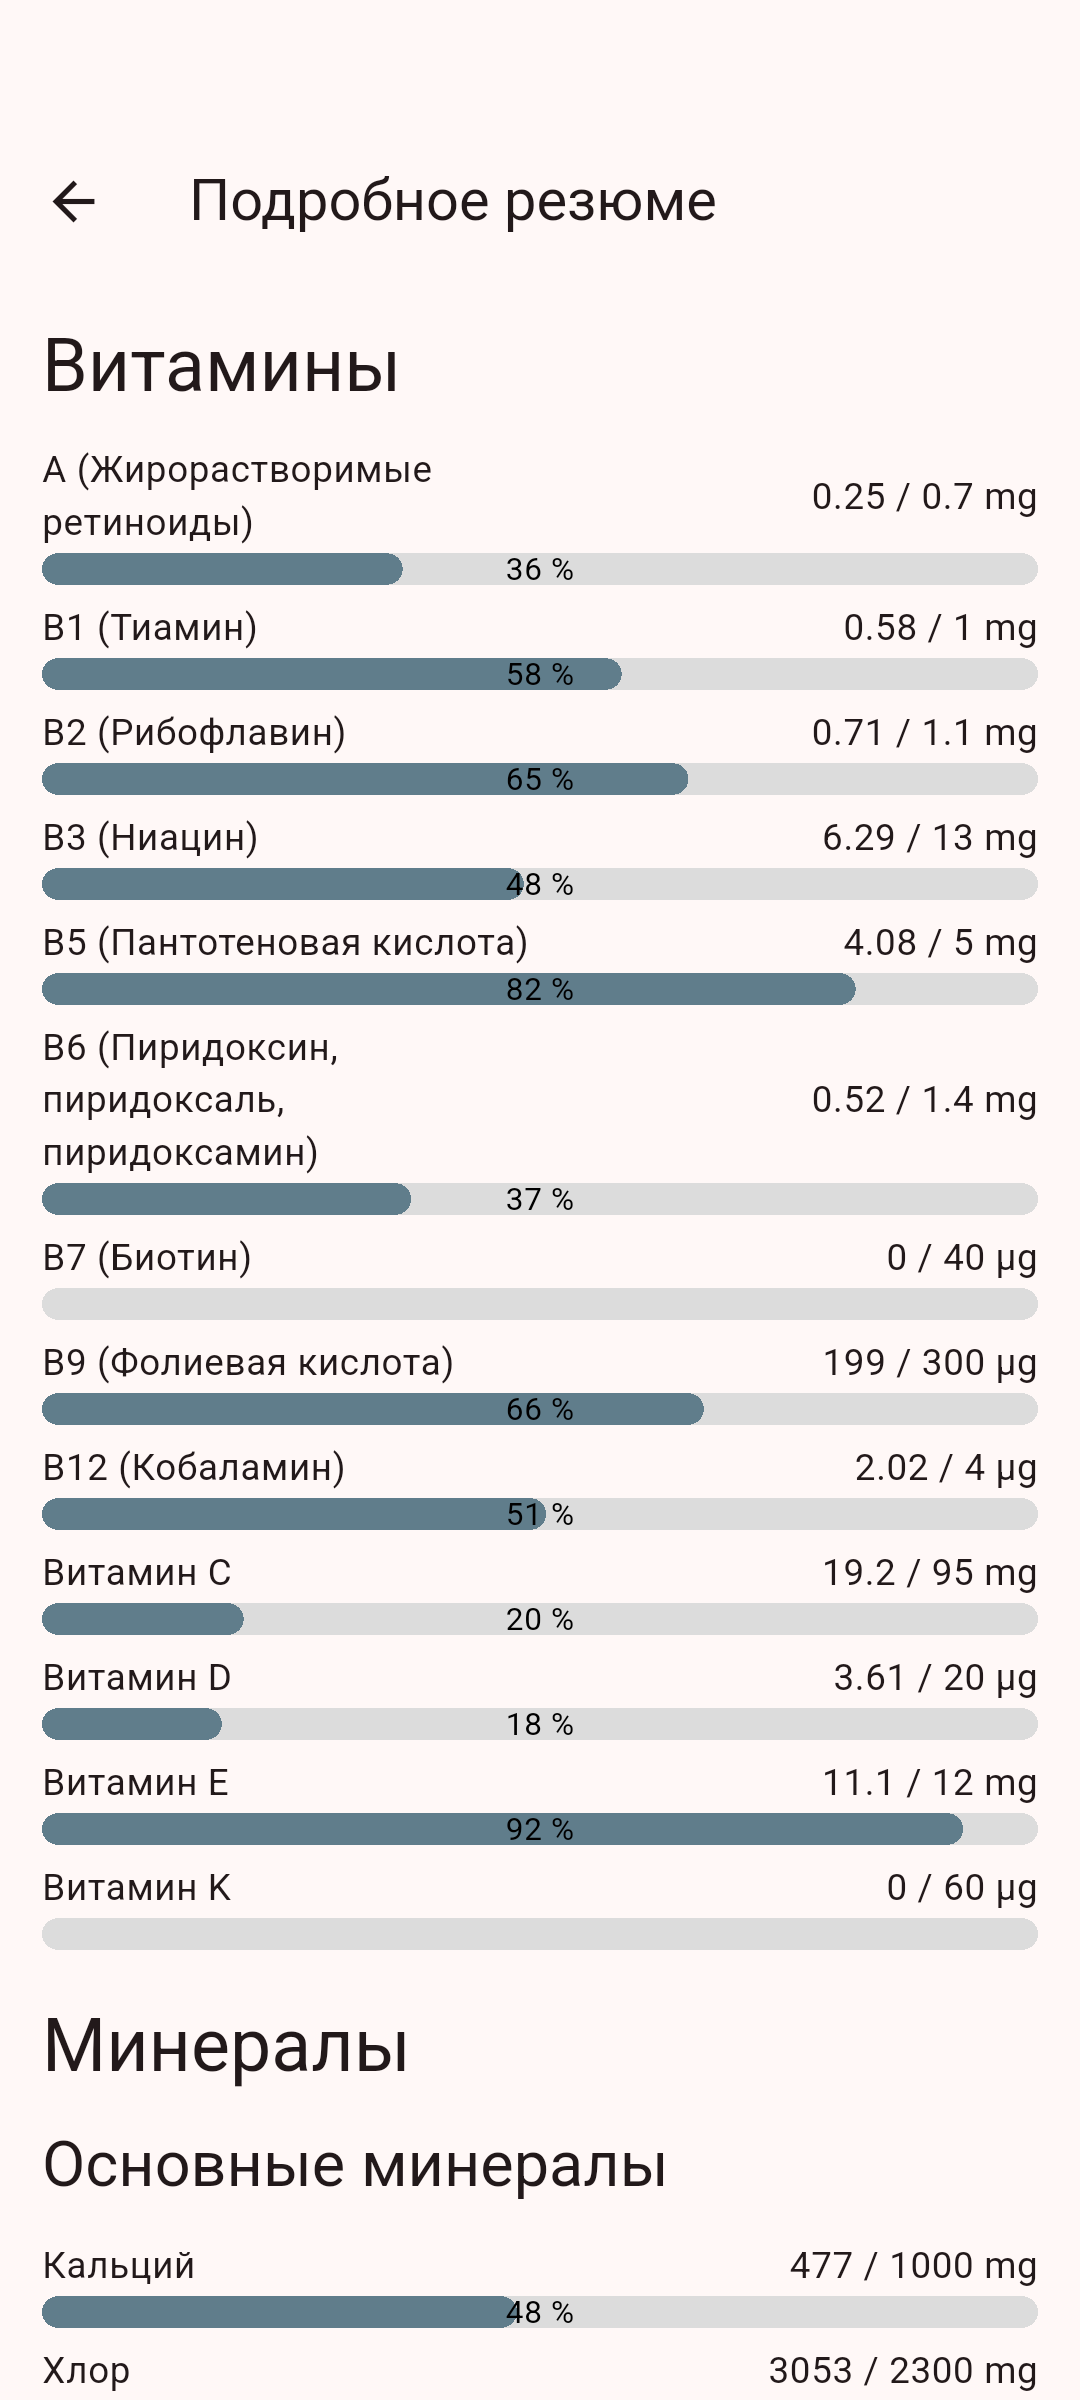 Подробное резюме
Витамины
A (Жирорастворимые
ретиноиды)
0.25 / 0.7 mg
36 %
B1 (Тиамин)
0.58 / 1 mg
58 %
B2 (Рибофлавин)
0.71 / 1.1 mg
65 %
B3 (Ниацин)
6.29 / 13 mg
48 %
B5 (Пантотеновая кислота)
4.08 / 5 mg
82 %
B6 (Пиридоксин,
пиридоксаль,
пиридоксамин)
0.52 / 1.4 mg
37 %
B7 (Биотин)
0 / 40 µg
B9 (Фолиевая кислота)
199 / 300 µg
66 %
B12 (Кобаламин)
2.02 / 4 µg
51 %
Витамин C
19.2 / 95 mg
20 %
Витамин D
3.61 / 20 µg
18 %
Витамин E
11.1 / 12 mg
92 %
Витамин K
0 / 60 µg
Минералы
Основные минералы
Кальций
477 / 1000 mg
48 %
Хлор
3053 / 2300 mg